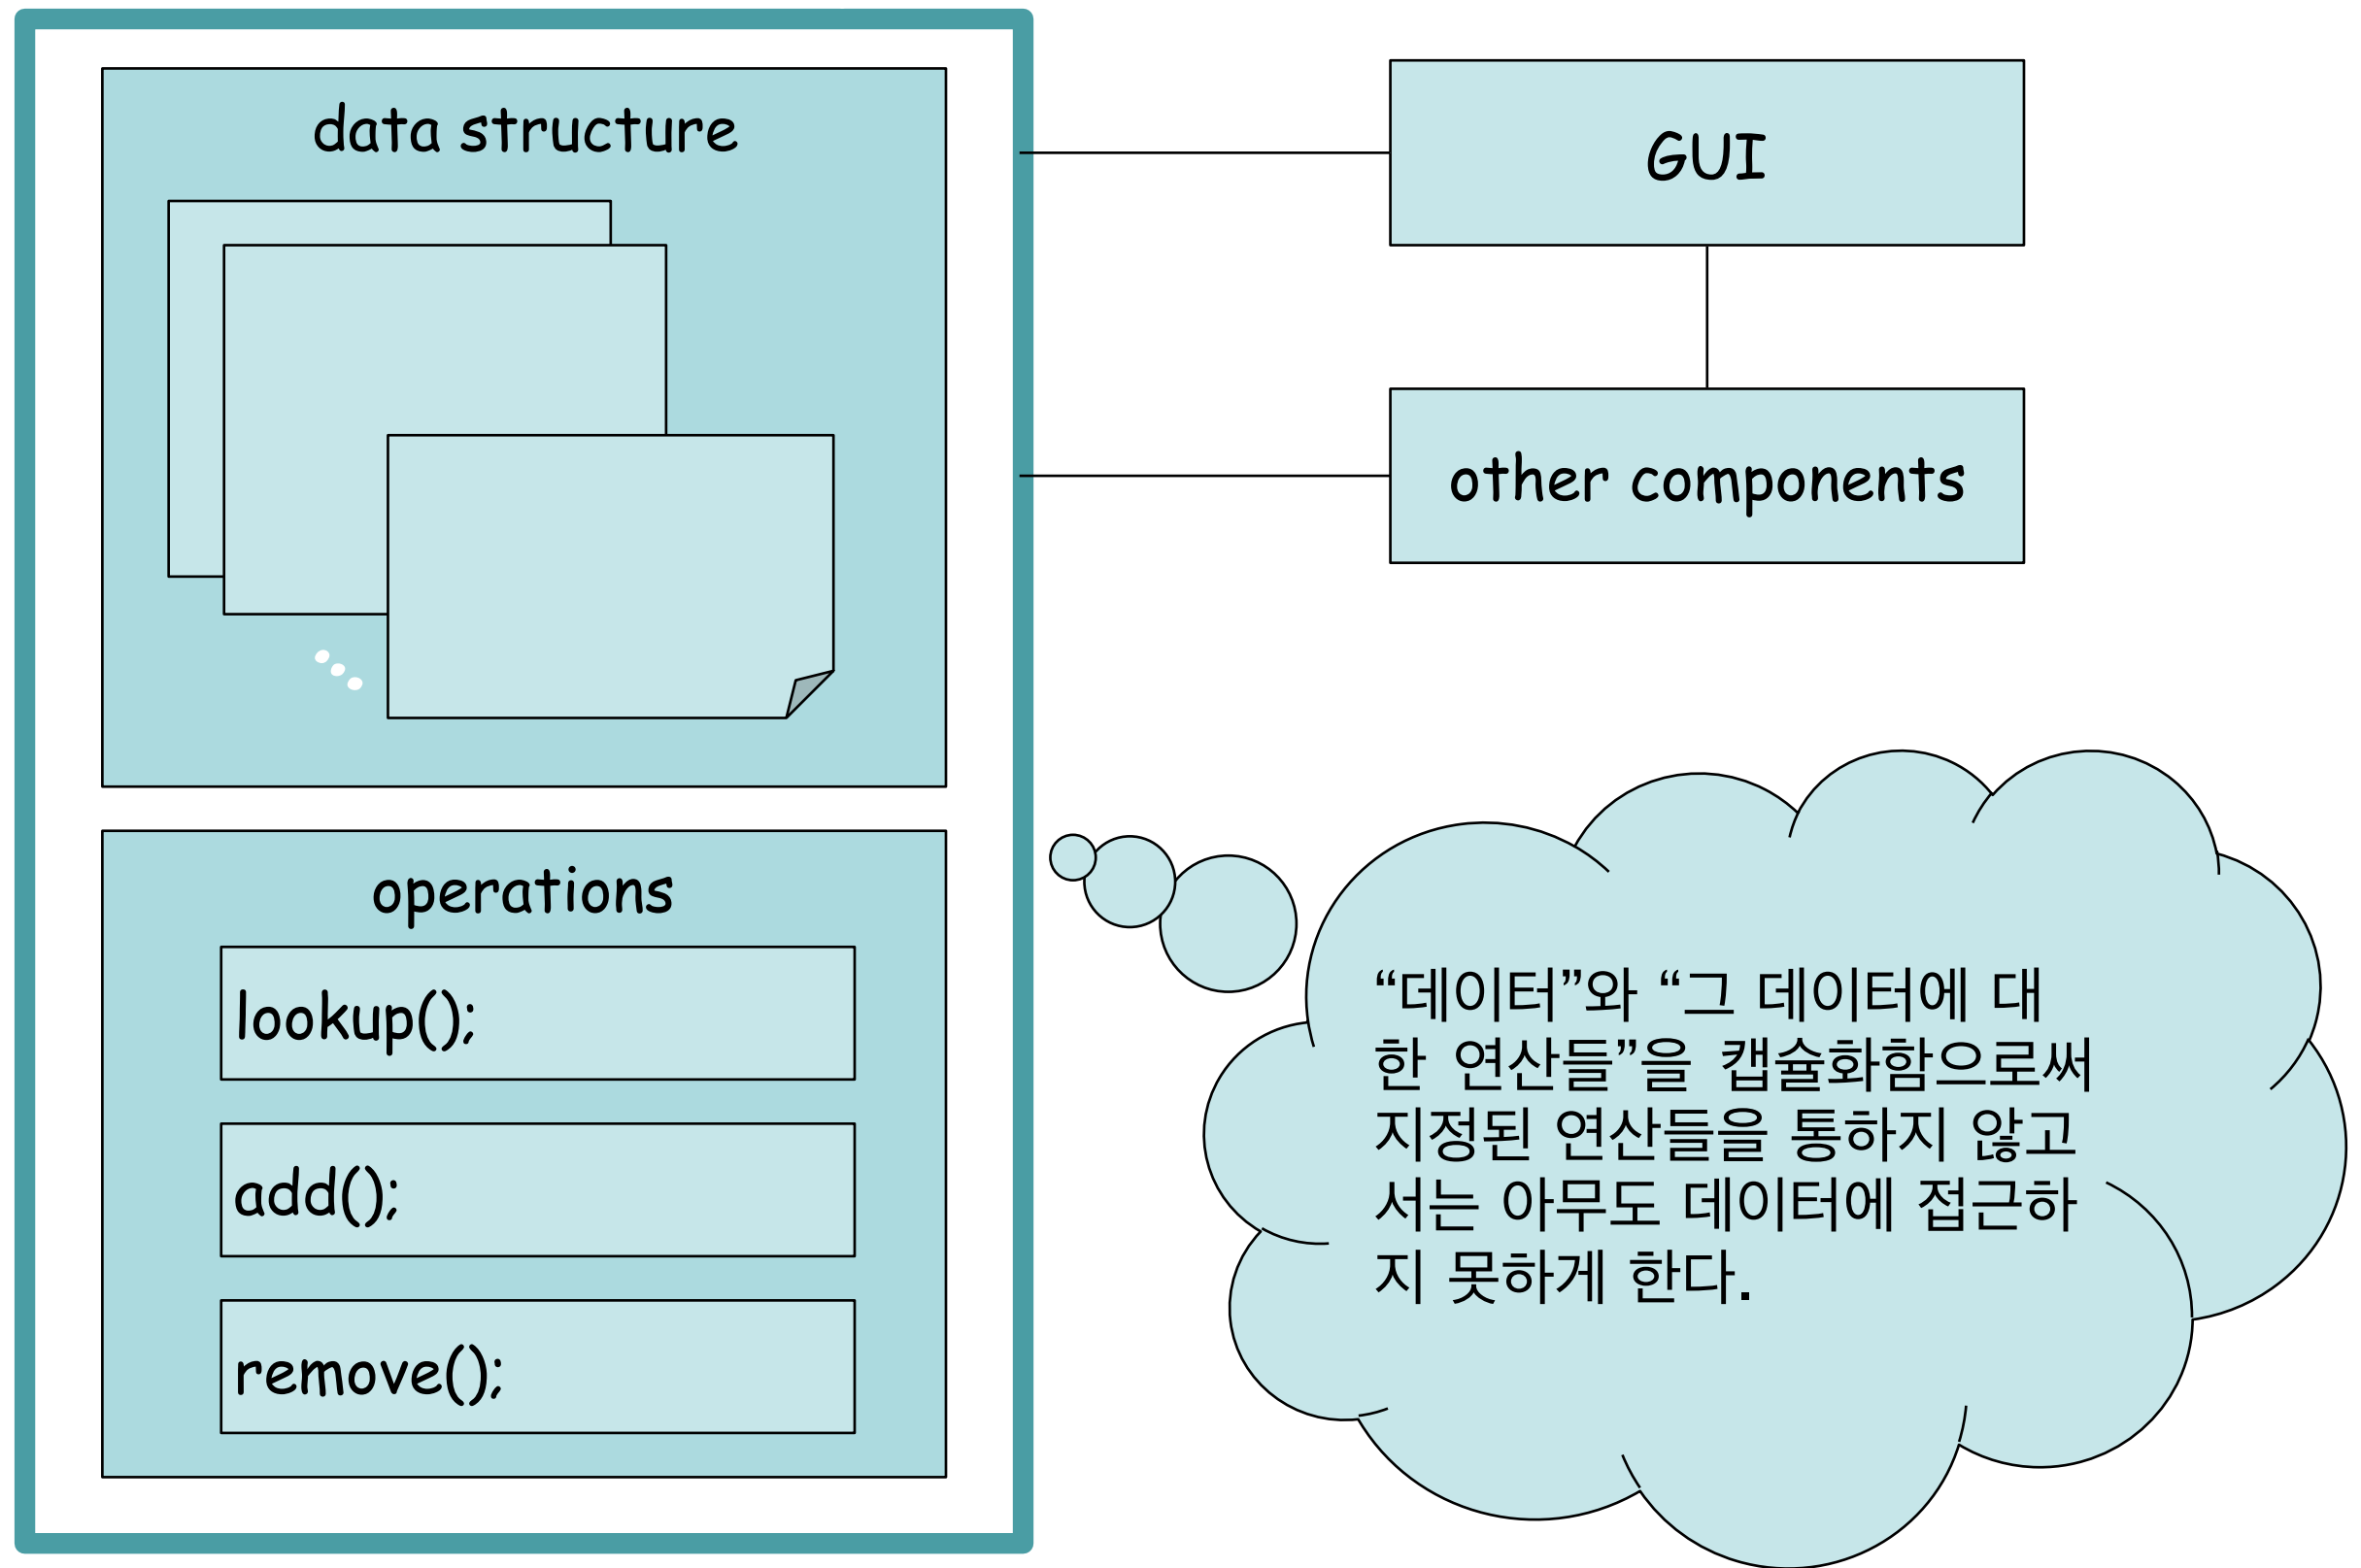 data structure
GUI
other components
operations
lookup();
add();
remove();
“데이터”와 “그 데이터에 대
한 연산들”을 캡슐화함으로써
지정된 연산들을 통하지 않고
서는 아무도 데이터에 접근하
지 못하게 한다.